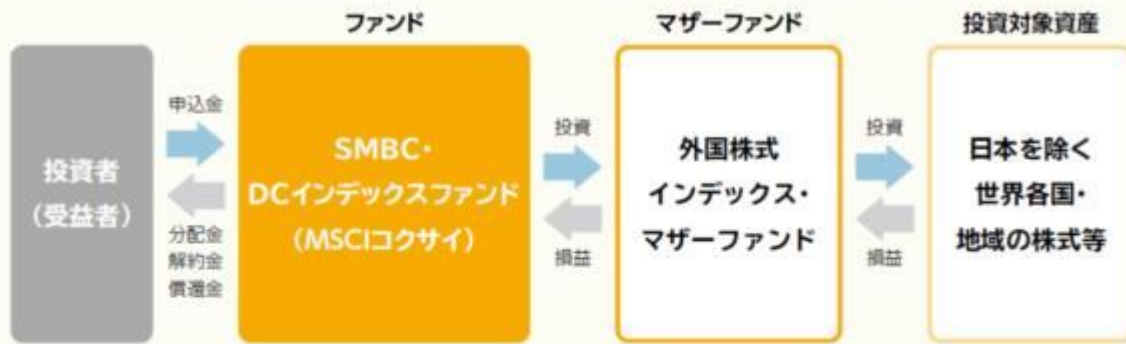 ファンド
マザーファンド
投資対象資産
投資者
（受益者）
申込金
分配金
解約金
償還金
SMBC・
DCインデックスファンド
（MSCIコクサイ）
投資
損益
外国株式
インデックス・
マザーファンド
投資
損益
日本を除く
世界各国・
地域の株式等